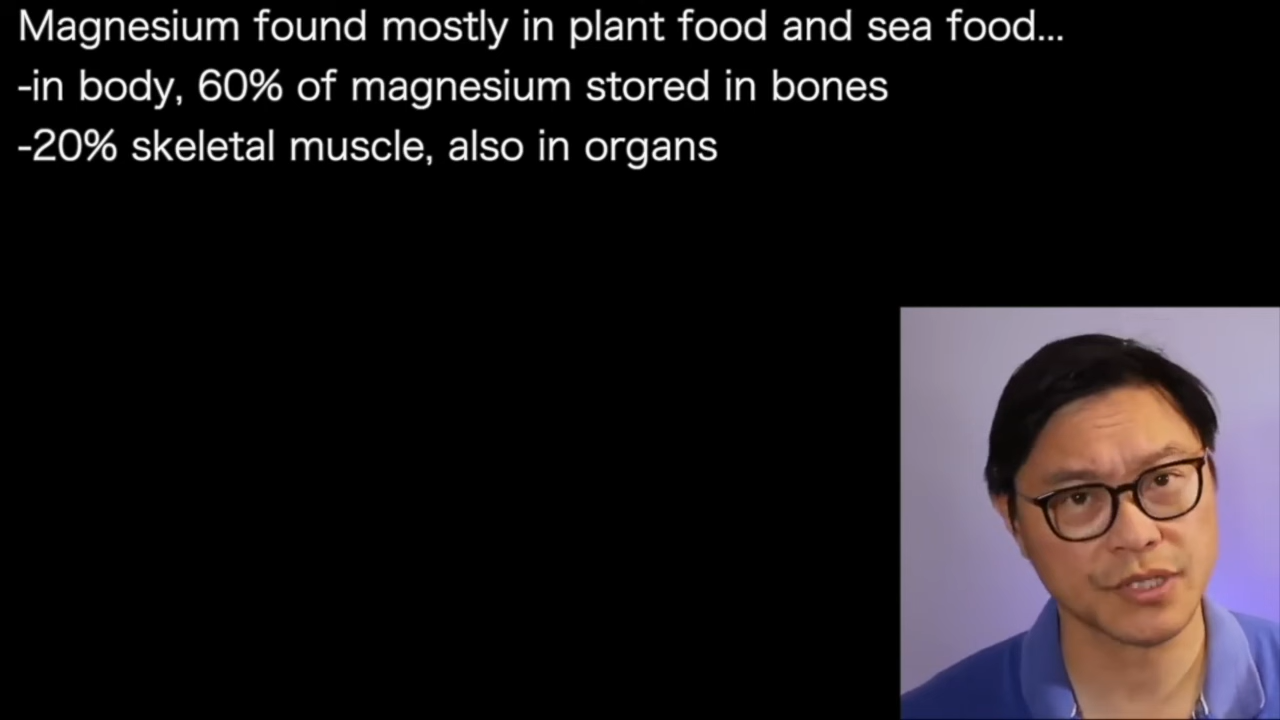 Magnesium found mostly in plant food and sea food...
-in body, 60% of magnesium stored in bones
-20% skeletal muscle, also in organs